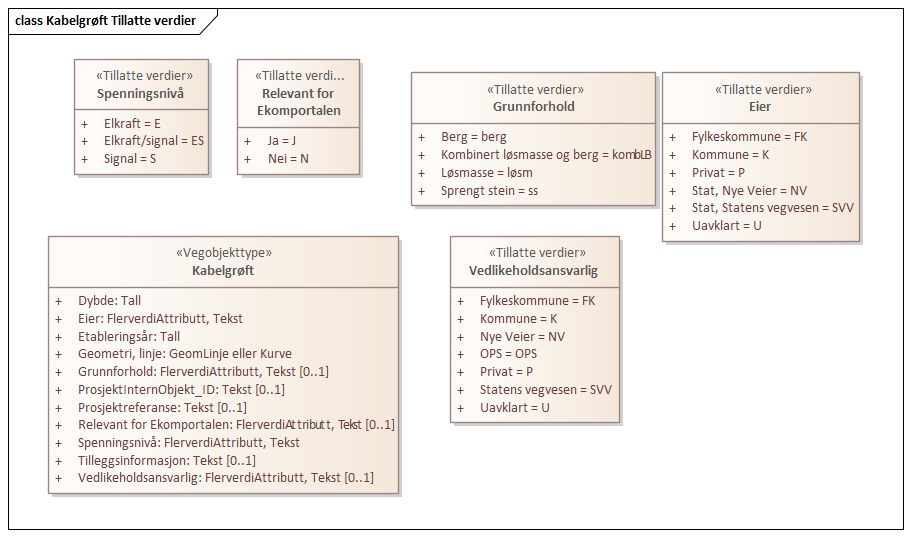 class Kabelgrøft Tillatte verdier
«Tillatte verdier»
Spenningsnivå
+ Elkraft = E
+ Elkraft/signal = ES
+ Signal = S
«Tillatte verdi...
Relevant for
Ekomportalen
+ Ja = J
+ Nei = N
«Tillatte verdier»
Grunnforhold
+ Berg = berg
+ Kombinert løsmasse og berg = kombLB
+ Løsmasse = løsm
+ Sprengt stein = ss
«Tillatte verdier»
Eier
+ Fylkeskommune = FK
+ Kommune = K
+ Privat = P
+ Stat, Nye Veier = NV
+ Stat, Statens vegvesen = SVV
+ Uavklart = U
«Vegobjekttype»
Kabelgrøft
+ Dybde: Tall
+ Eier: FlerverdiAttributt, Tekst
+ Etableringsår: Tall
+ Geometri, linje: GeomLinje eller Kurve
+ Grunnforhold: FlerverdiAttributt, Tekst [0..1]
+ ProsjektInternObjekt_ID: Tekst [0..1]
+ Prosjektreferanse: Tekst [0..1]
+ Relevant for Ekomportalen: FlerverdiAttributt, Tekst [0..1]
+ Spenningsnivå: FlerverdiAttributt, Tekst
+ Tilleggsinformasjon: Tekst [0..1]
+ Vedlikeholdsansvarlig: FlerverdiAttributt, Tekst [0..1]
«Tillatte verdier»
Vedlikeholdsansvarlig
+ Fylkeskommune = FK
+ Kommune = K
+ Nye Veier = NV
+ OPS = OPS
+ Privat = P
+ Statens vegvesen = SVV
+ Uavklart = U